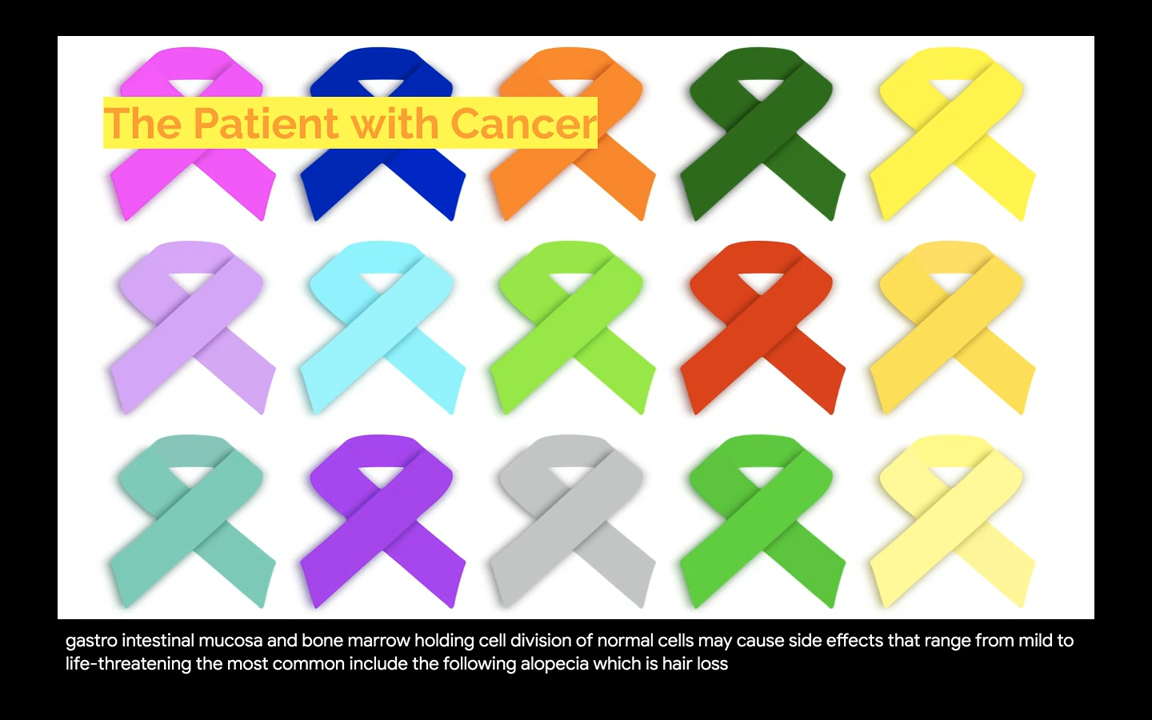 The Patient with Cancer
gastro intestinal mucosa and bone marrow holding cell division of normal cells may cause side effects that range from mild to
life-threatening the most common include the following alopecia which is hair loss